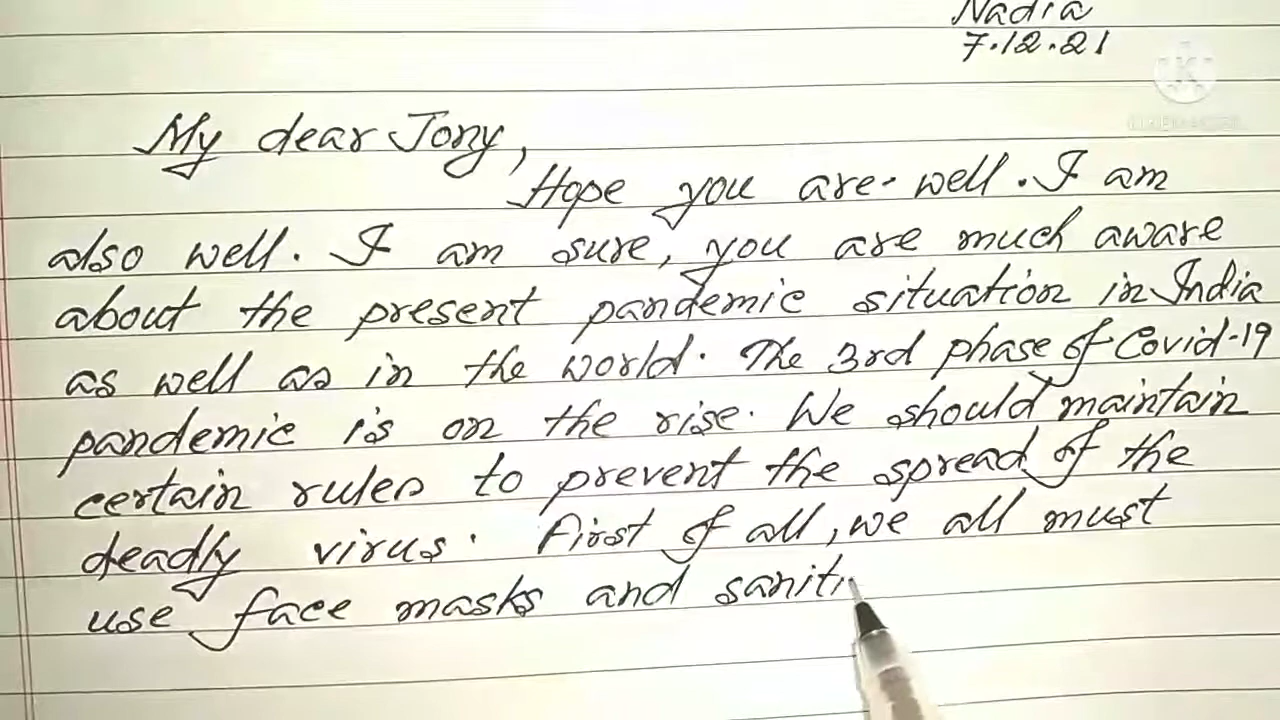 Nadia
7.12.21
My dear Jony,
Hope you are well. I am
also well. I am sure, you are much aware
about the present pandemic situation in India
as well as in the world. The 3rd phase of Covid-19
pandemic is on the rise. We should maintain
certain rules to prevent the spread of the
deadly virus. First of all, we all must
use face masks and saniti